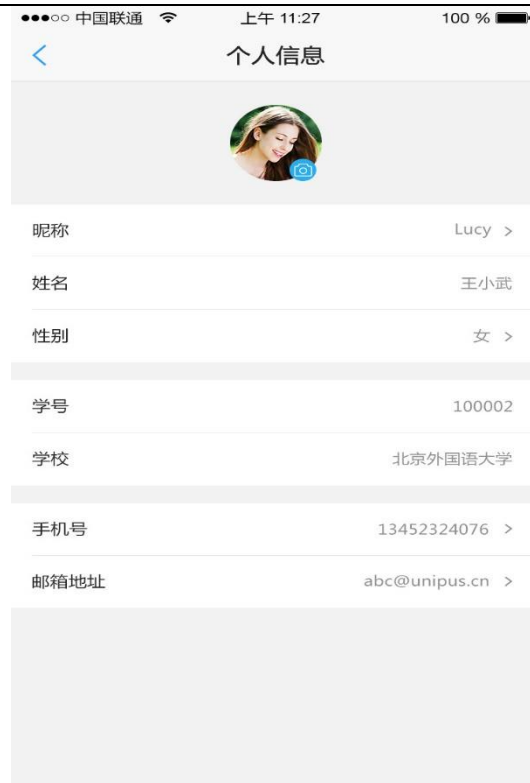 中国联通 上午 11:27 100 %
个人信息
昵称 Lucy >
姓名 王小武
性别 女 >
学号 100002
学校 北京外国语大学
手机号 13452324076 >
邮箱地址 abc@unipus.cn >